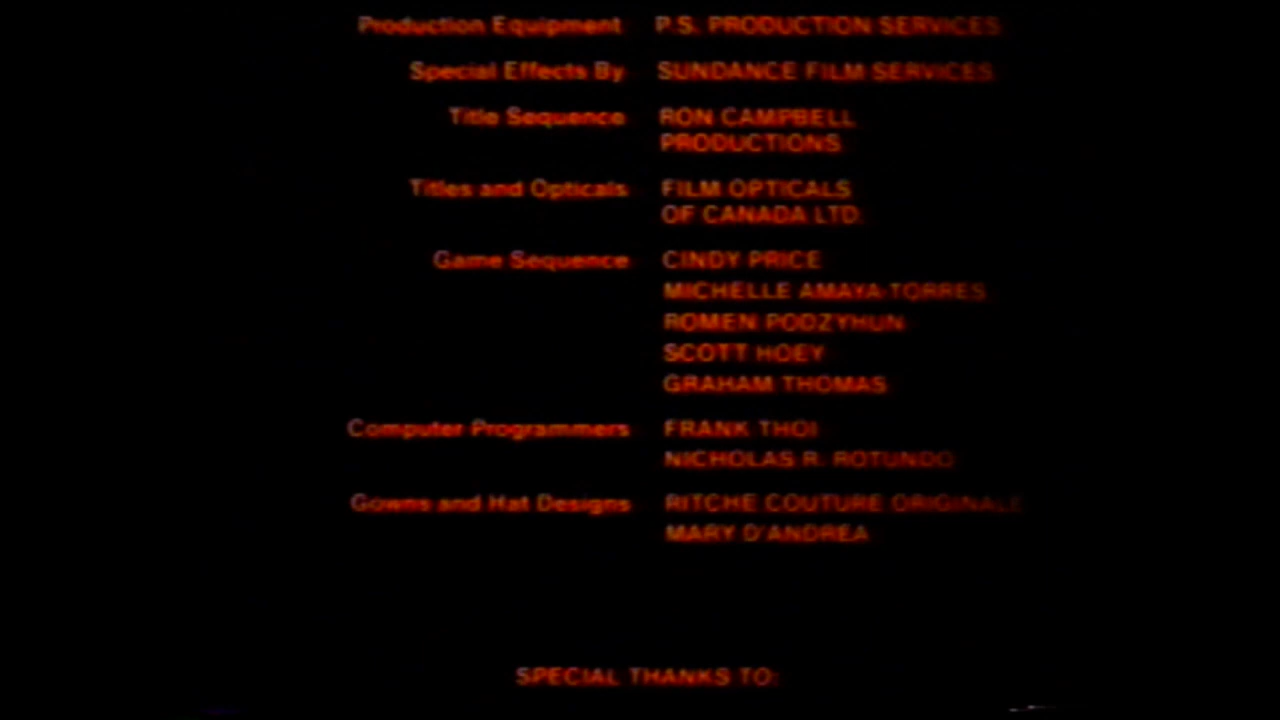 Production Equipment P.S. PRODUCTION SERVICES
Special Effects By SUNDANCE FILM SERVICES
Title Sequence RON CAMPBELL
PRODUCTIONS
Titles and Opticals FILM OPTICALS
OF CANADA LTD.
Game Sequence CINDY PRICE
MICHELLE AMAYA-TORRES
ROMEN PODZYHUN
SCOTT HOEY
GRAHAM THOMAS
Computer Programmers FRANK THOI
NICHOLAS R. ROTUNDO
Gowns and Hat Designs RITCHE COUTURE ORIGINALE
MARY D'ANDREA
SPECIAL THANKS TO: